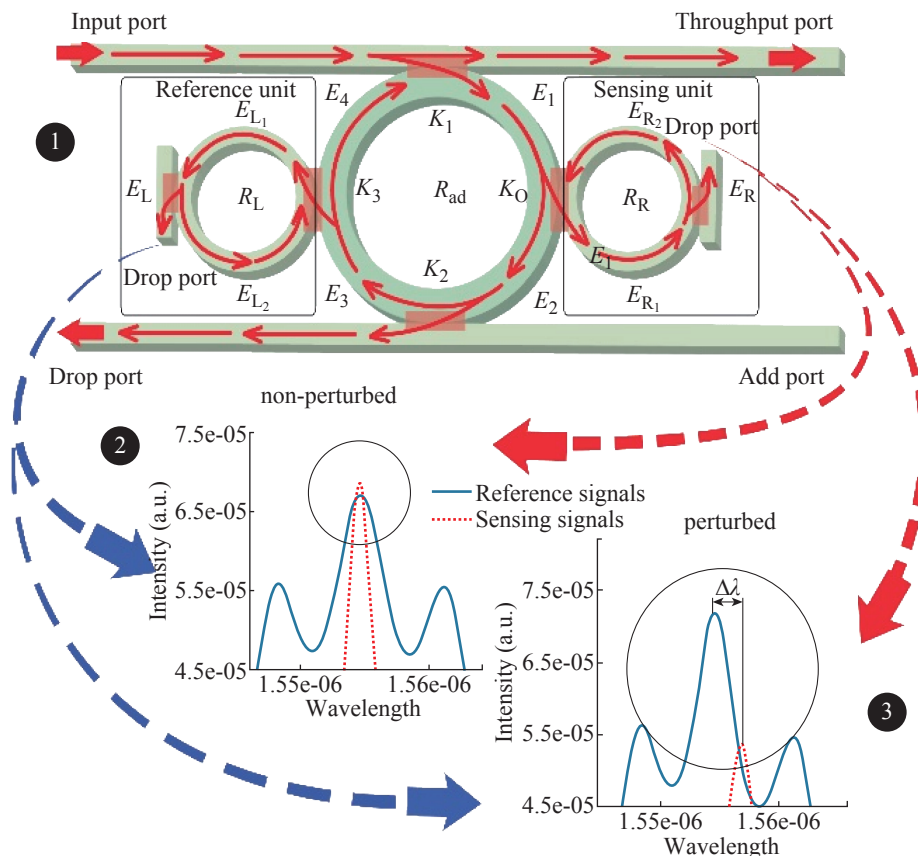 Input port
Throughput port
Reference unit
Sensing unit
1
E4
E1
EL1
ER2
Drop port
K1
EL
RL
K3
Rad
KO
RR
ER
K2
E1
Drop port
EL2
E3
E2
ER1
Drop port
Add port
2
non-perturbed
7.5e-05
6.5e-05
5.5e-05
4.5e-05
Intensity (a.u.)
1.55e-06
1.56e-06
Wavelength
Reference signals
Sensing signals
perturbed
Δλ
7.5e-05
6.5e-05
5.5e-05
4.5e-05
Intensity (a.u.)
1.55e-06
1.56e-06
Wavelength
3